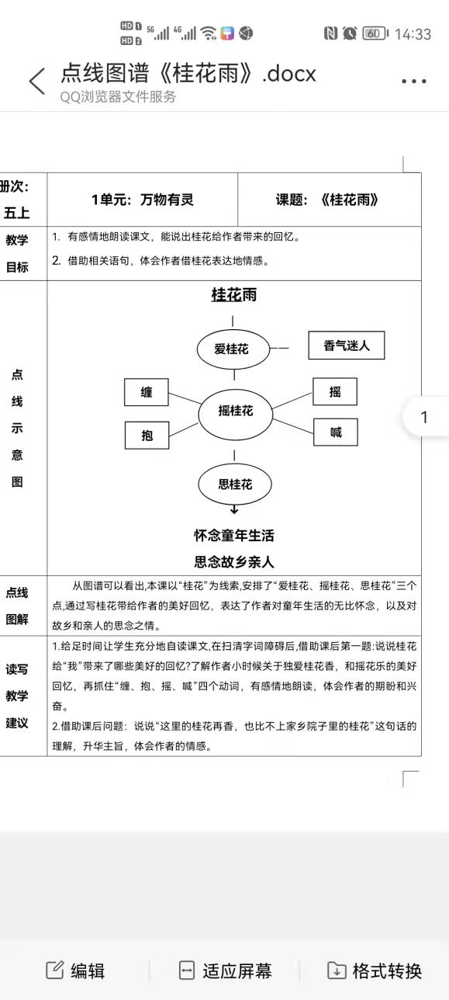 HD 1 5G 4G 60 14:33
HD 2
点线图谱《桂花雨》.docx
QQ浏览器文件服务
册次：
五上
1单元：万物有灵
课题：《桂花雨》
教学
目标
1. 有感情地朗读课文，能说出桂花给作者带来的回忆。
2. 借助相关语句，体会作者借桂花表达地情感。
点
线
示
意
图
桂花雨
爱桂花
香气迷人
缠
摇
摇桂花
抱
喊
思桂花
怀念童年生活
思念故乡亲人
1
点线
图解
从图谱可以看出,本课以“桂花”为线索,安排了“爱桂花、摇桂花、思桂花”三个
点,通过写桂花带给作者的美好回忆，表达了作者对童年生活的无比怀念，以及对
故乡和亲人的思念之情。
读写
教学
建议
1.给足时间让学生充分地自读课文,在扫清字词障碍后,借助课后第一题:说说桂花
给“我”带来了哪些美好的回忆?了解作者小时候关于独爱桂花香，和摇花乐的美好
回忆，再抓住“缠、抱、摇、喊”四个动词，有感情地朗读，体会作者的期盼和兴
奋。
2.借助课后问题：说说“这里的桂花再香，也比不上家乡院子里的桂花”这句话的
理解，升华主旨，体会作者的情感。
编辑
适应屏幕
格式转换